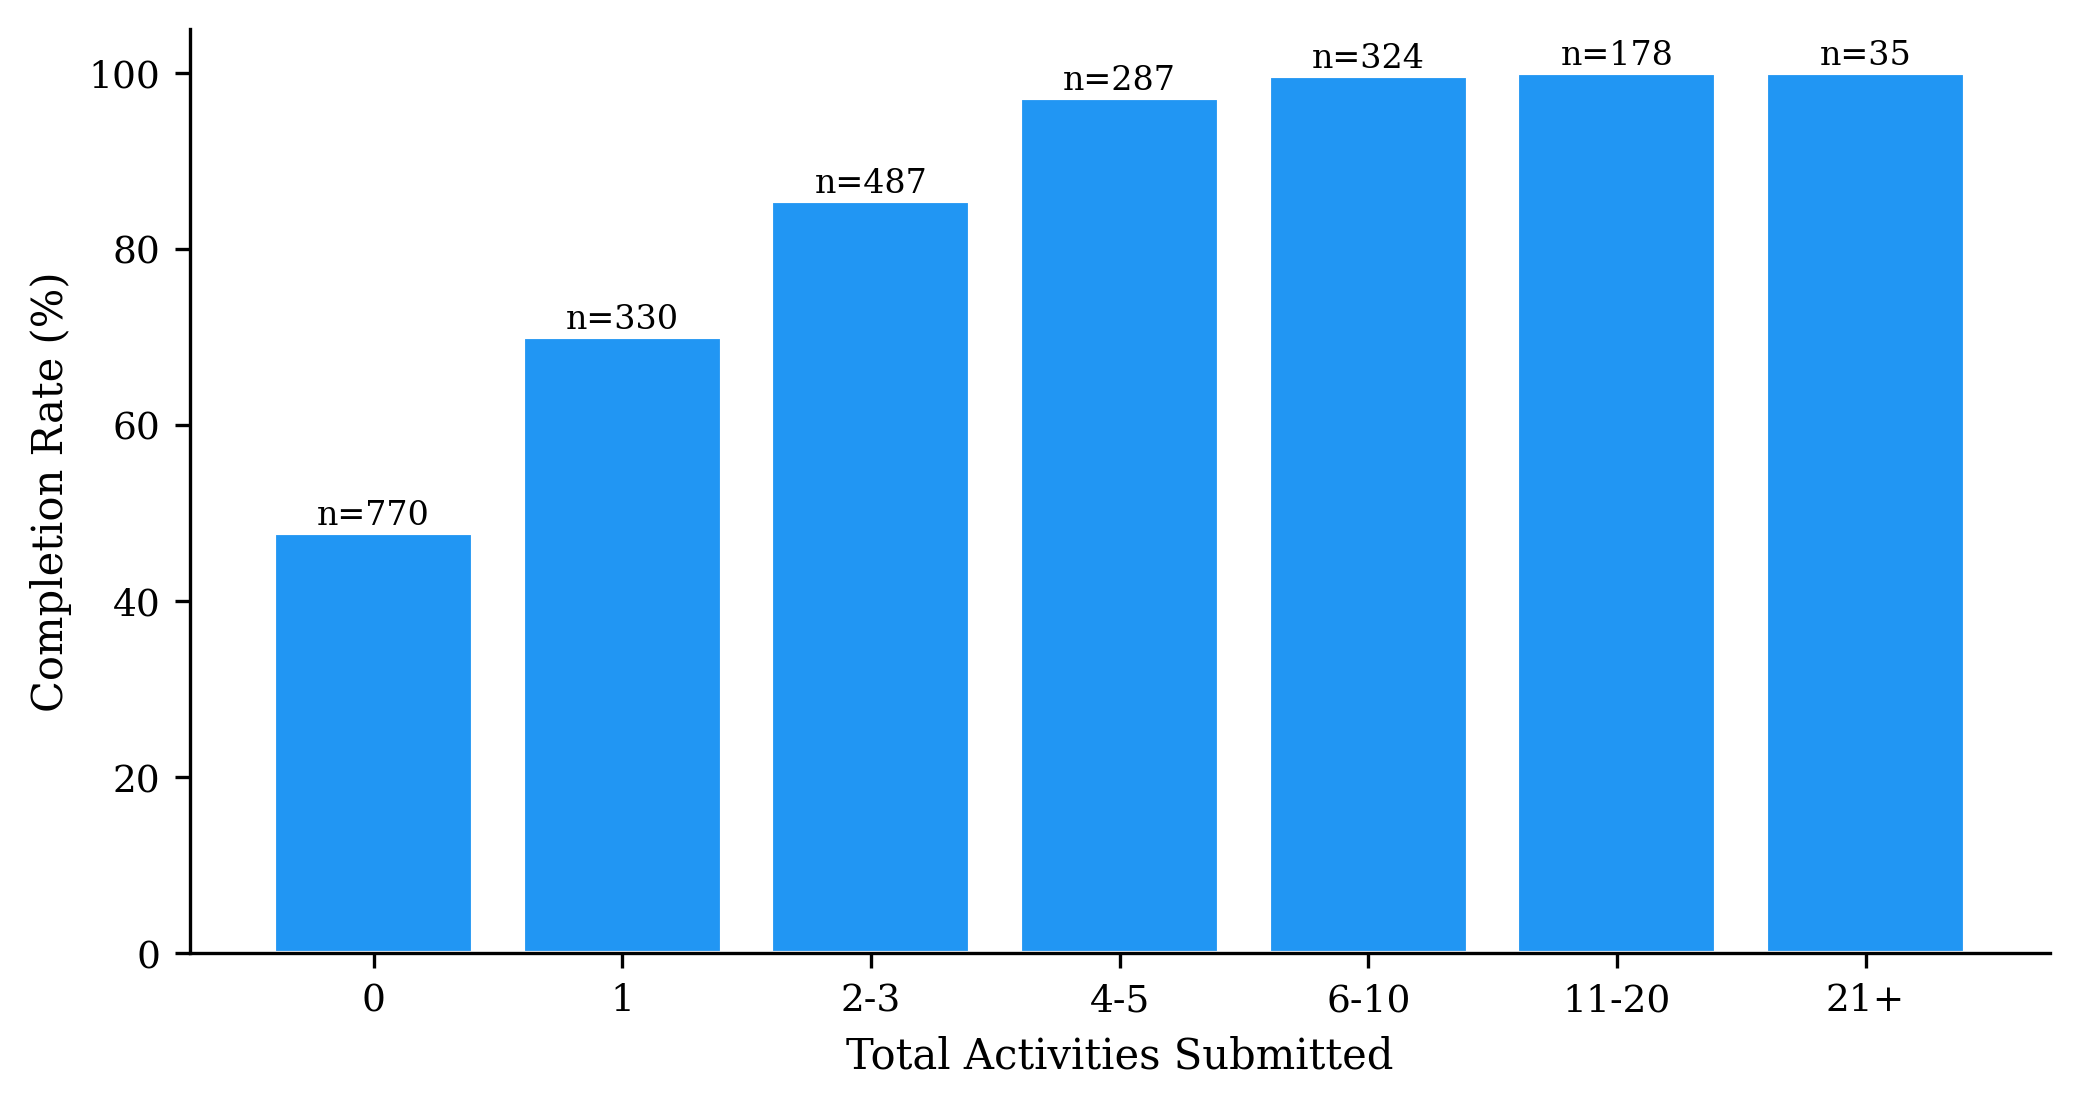 n=770
n=330
n=487
n=287
n=324
n=178
n=35
Completion Rate (%)
100
80
60
40
20
0
0
1
2-3
4-5
6-10
11-20
21+
Total Activities Submitted